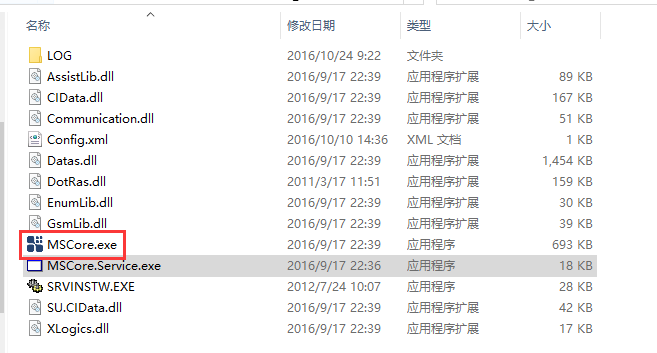 名称 修改日期 类型 大小
LOG 2016/10/24 9:22 文件夹
AssistLib.dll 2016/9/17 22:39 应用程序扩展 89 KB
CIData.dll 2016/9/17 22:39 应用程序扩展 167 KB
Communication.dll 2016/9/17 22:39 应用程序扩展 51 KB
Config.xml 2016/10/10 14:36 XML 文档 1 KB
Datas.dll 2016/9/17 22:39 应用程序扩展 1,454 KB
DotRas.dll 2011/3/17 11:51 应用程序扩展 159 KB
EnumLib.dll 2016/9/17 22:39 应用程序扩展 30 KB
GsmLib.dll 2016/9/17 22:39 应用程序扩展 39 KB
MSCore.exe 2016/9/17 22:39 应用程序 693 KB
MSCore.Service.exe 2016/9/17 22:36 应用程序 18 KB
SRVINSTW.EXE 2012/7/24 10:07 应用程序 28 KB
SU.CIData.dll 2016/9/17 22:39 应用程序扩展 42 KB
XLogics.dll 2016/9/17 22:39 应用程序扩展 17 KB